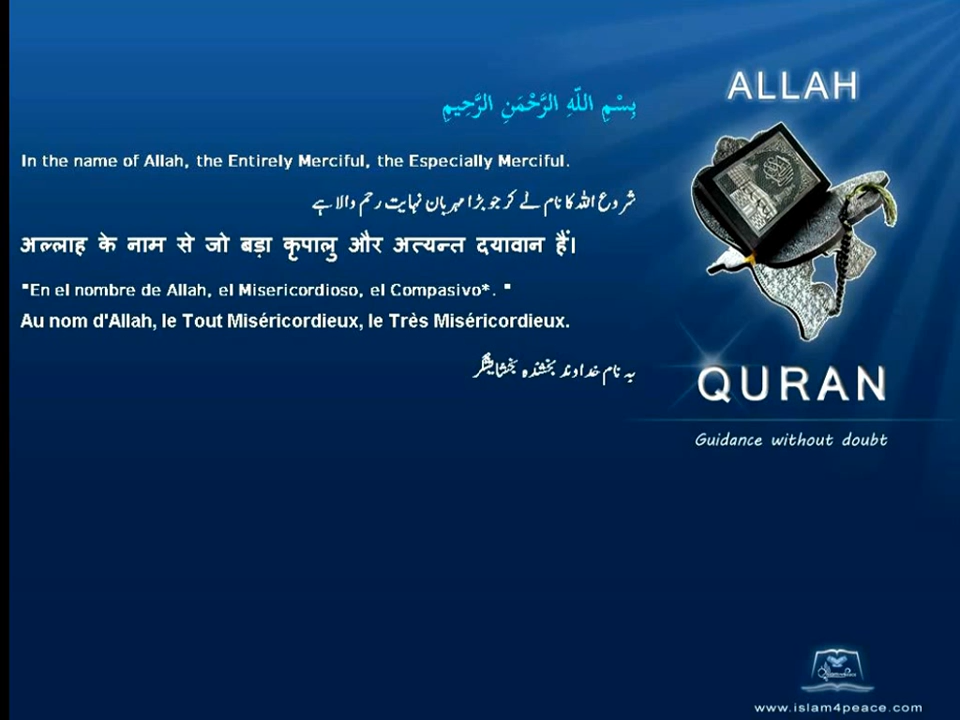 بِسْمِ اللّهِ الرَّحْمَنِ الرَّحِيمِ
In the name of Allah, the Entirely Merciful, the Especially Merciful.
شروع اللہ کا نام لے کر جو بڑا مہربان نہایت رحم والا ہے
अल्लाह के नाम से जो बड़ा कृपालु और अत्यन्त दयावान हैं।
"En el nombre de Allah, el Misericordioso, el Compasivo*. "
Au nom d'Allah, le Tout Miséricordieux, le Très Miséricordieux.
به نام خداوند بخشنده بخشایشگر
ALLAH
QURAN
Guidance without doubt
www.islam4peace.com